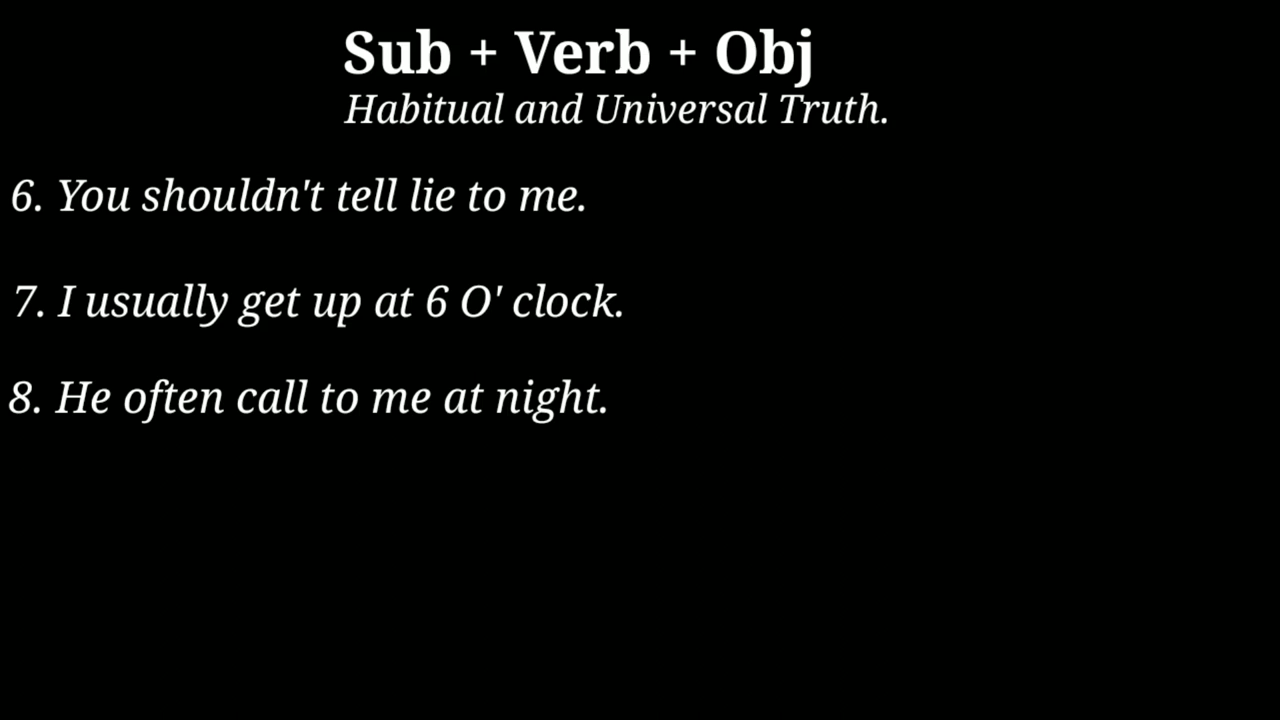 Sub + Verb + Obj
Habitual and Universal Truth.
6. You shouldn't tell lie to me.
7. I usually get up at 6 O' clock.
8. He often call to me at night.